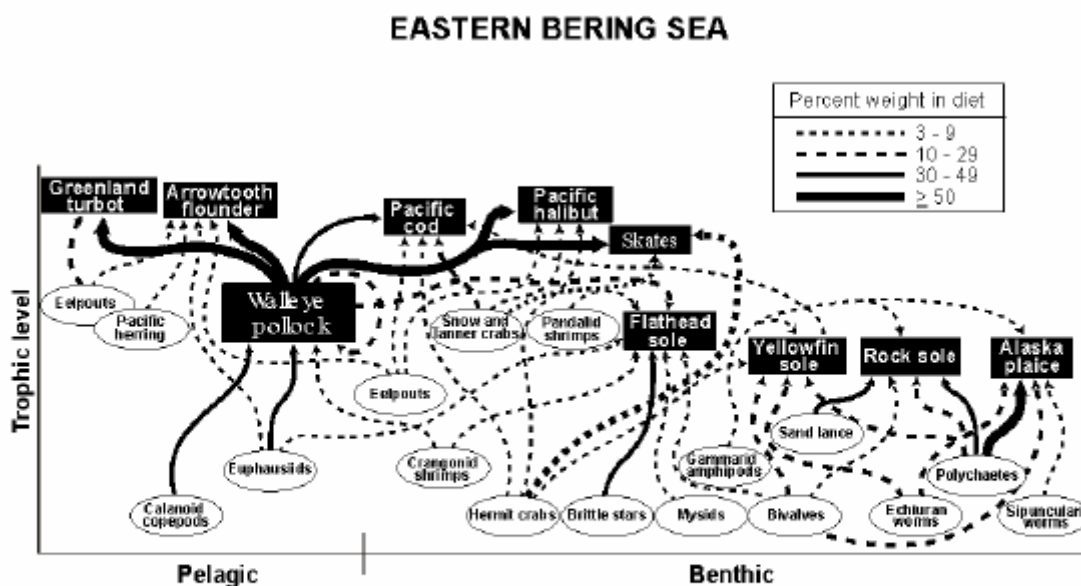 EASTERN BERING SEA
Percent weight in diet
3 - 9
10 - 29
30 - 49
≥ 50
Greenland
turbot
Arrowtooth
flounder
Pacific
cod
Pacific
halibut
Skates
Eelpouts
Pacific
herring
Walleye
pollock
Snow and
Tanner crabs
Pandalid
shrimps
Flathead
sole
Yellowfin
sole
Rock sole
Alaska
plaice
Eelpouts
Sand lance
Euphausiids
Crangonid
shrimps
Gammarid
amphipods
Polychaetes
Calanoid
copepods
Hermit crabs
Brittle stars
Mysids
Bivalves
Echiuran
worms
Sipuncuları
worms
Trophic level
Pelagic
Benthic